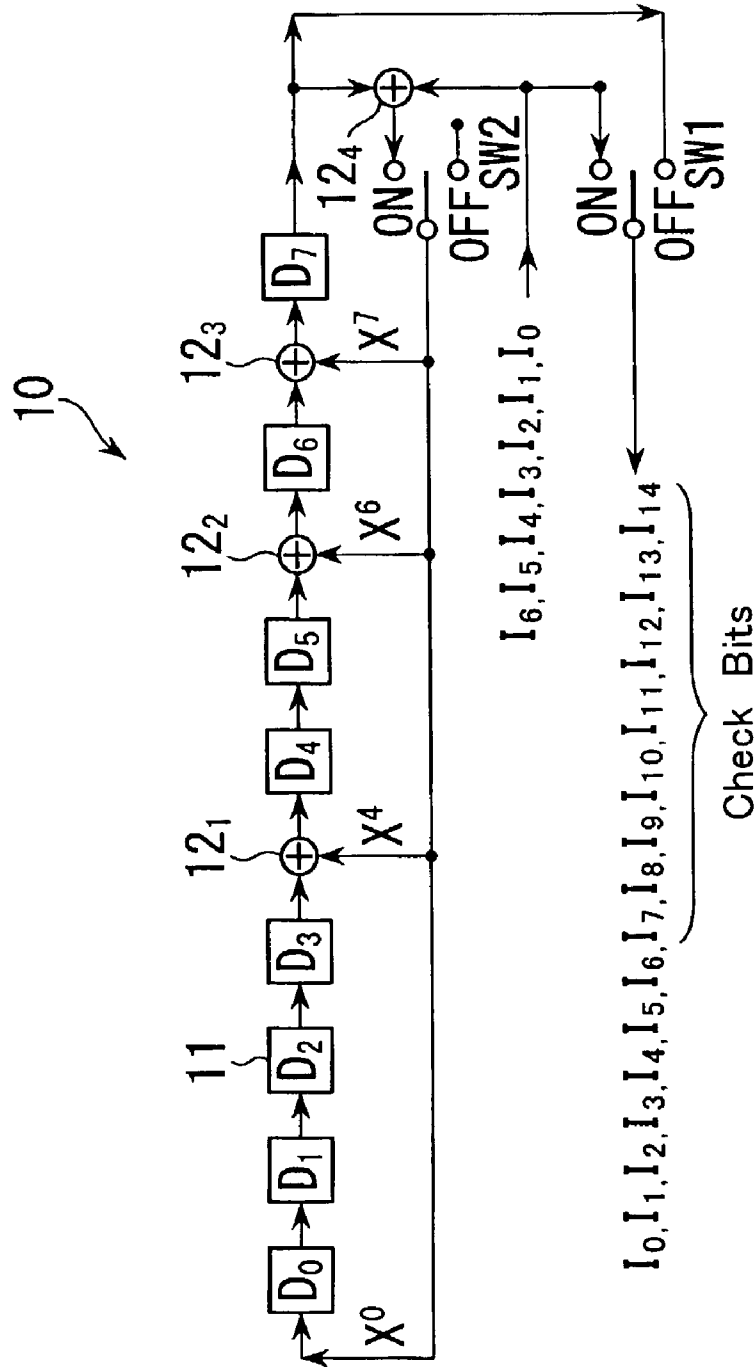 10
11
12₁
12₂
12₃
12₄
D₀
D₁
D₂
D₃
D₄
D₅
D₆
D₇
X⁰
X⁴
X⁶
X⁷
ON
OFF
SW2
I₆,I₅,I₄,I₃,I₂,I₁,I₀
ON
OFF
SW1
I₀,I₁,I₂,I₃,I₄,I₅,I₆,I₇,I₈,I₉,I₁₀,I₁₁,I₁₂,I₁₃,I₁₄
Check Bits